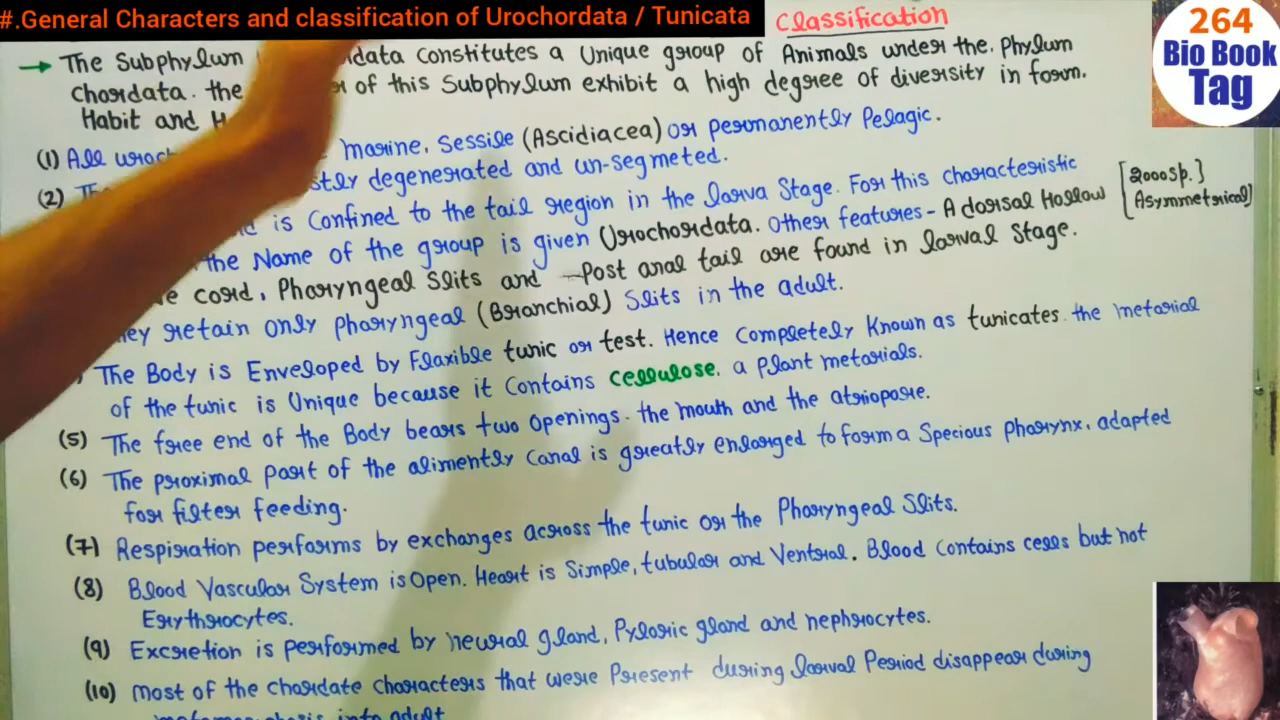 #.General Characters and classification of Urochordata / Tunicata
Classification
264
Bio Book
Tag
→ The Subphylum data constitutes a Unique group of Animals under the. Phylum
Chordata. the of this Subphylum exhibit a high degree of diversity in form.
Habit and H
(1) All uroc marine. Sessile (Ascidiacea) or permanently Pelagic.
(2) degenerated and un-segmeted.
is Confined to the tail region in the larva Stage. For this characteristic
the Name of the group is given Urochordata. Other features - A dorsal Hollow
[2000sp.}
Asymmetrical]
cord, Pharyngeal Slits and Post anal tail are found in larval Stage.
retain only pharyngeal (Branchial) Slits in the adult.
The Body is Enveloped by Flaxible tunic or test. Hence Completely Known as tunicates. the metarial
of the tunic is Unique because it Contains cellulose. a plant metarials.
(5) The free end of the Body bears two Openings. the mouth and the atriopore.
(6) The proximal part of the alimently Canal is greatly enlarged to form a Specious pharynx. adapted
for filter feeding.
(7) Respiration performs by exchanges across the tunic or the Pharyngeal Slits.
(8) Blood Vascular System is Open. Heart is Simple, tubular and Ventral. Blood Contains cells but not
Erythrocytes.
(9) Excretion is performed by neural gland, Pyloric gland and nephrocytes.
(10) most of the chordate characters that were Present during larval Period disappear during
into adult